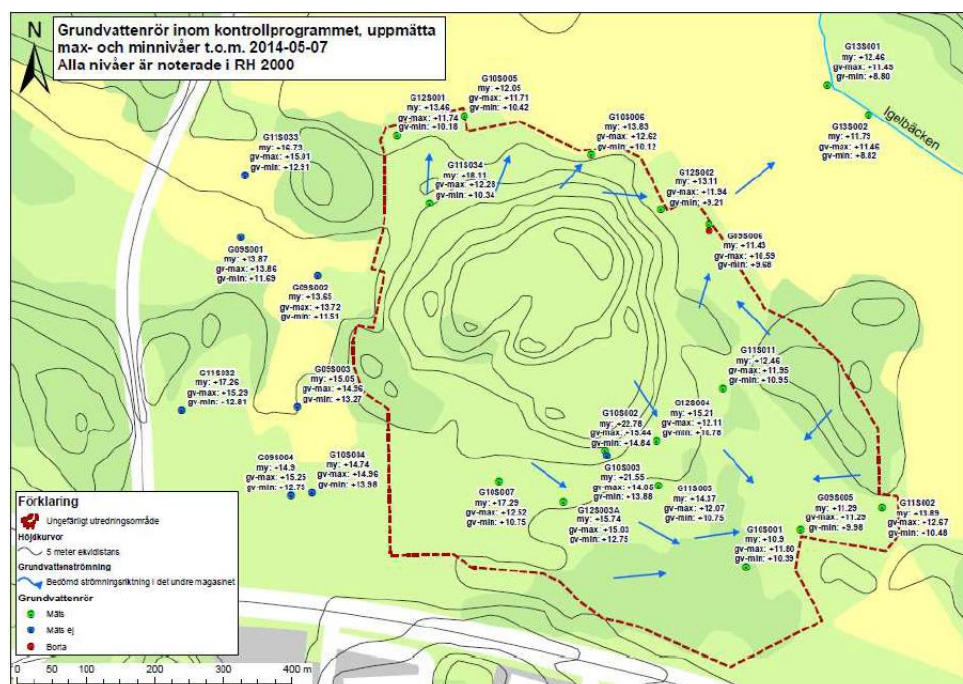 N
Grundvattenrör inom kontrollprogrammet, uppmätta
max- och minnivåer t.o.m. 2014-05-07
Alla nivåer är noterade i RH 2000
G13S001
my: +12.46
gv-max: +11.45
gv-min: +8.80
Igelbäcken
G13S002
my: +11.79
gv-max: +11.46
gv-min: +8.82
G10S005
my: +12.05
gv-max: +11.71
gv-min: +10.42
G12S001
my: +13.46
gv-max: +11.74
gv-min: +10.18
G10S006
my: +13.83
gv-max: +12.62
gv-min: +10.12
G11S033
my: +16.73
gv-max: +15.01
gv-min: +12.91
G11S034
my: +18.11
gv-max: +12.28
gv-min: +10.34
G12S002
my: +13.11
gv-max: +11.94
gv-min: +9.21
G09S006
my: +11.43
gv-max: +10.59
gv-min: +9.68
G09S001
my: +13.87
gv-max: +13.86
gv-min: +11.69
G09S002
my: +13.65
gv-max: +13.72
gv-min: +11.51
G11S011
my: +12.46
gv-max: +11.95
gv-min: +10.95
G11S032
my: +17.26
gv-max: +15.29
gv-min: +12.81
G09S003
my: +15.05
gv-max: +14.96
gv-min: +13.27
G12S004
my: +15.21
gv-max: +12.11
gv-min: +10.78
G10S002
my: +22.78
gv-max: +15.44
gv-min: +14.84
G09S004
my: +14.9
gv-max: +15.25
gv-min: +12.75
G10S004
my: +14.74
gv-max: +14.96
gv-min: +13.98
G10S003
my: +21.55
gv-max: +14.05
gv-min: +13.88
G10S007
my: +17.29
gv-max: +12.52
gv-min: +10.75
G12S003A
my: +15.74
gv-max: +15.03
gv-min: +12.75
my: +14.37
gv-max: +12.07
gv-min: +10.75
G09S005
my: +11.29
gv-max: +11.29
gv-min: +9.98
G11S002
my: +13.89
gv-max: +12.67
gv-min: +10.48
G10S001
my: +10.9
gv-max: +11.80
gv-min: +10.39
Förklaring
Ungefärligt utredningsområde
Höjdkurvor
5 meter ekvidistans
Grundvattenströmning
Bedömd strömningsriktning i det undre magasinet
Grundvattenrör
Mäts
Mäts ej
Borta
0 100 200 300 400 m